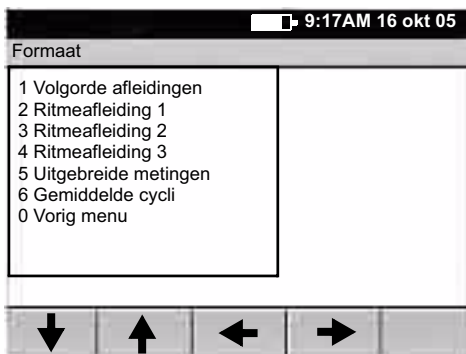 9:17AM 16 okt 05
Formaat
1 Volgorde afleidingen
2 Ritmeafleiding 1
3 Ritmeafleiding 2
4 Ritmeafleiding 3
5 Uitgebreide metingen
6 Gemiddelde cycli
0 Vorig menu